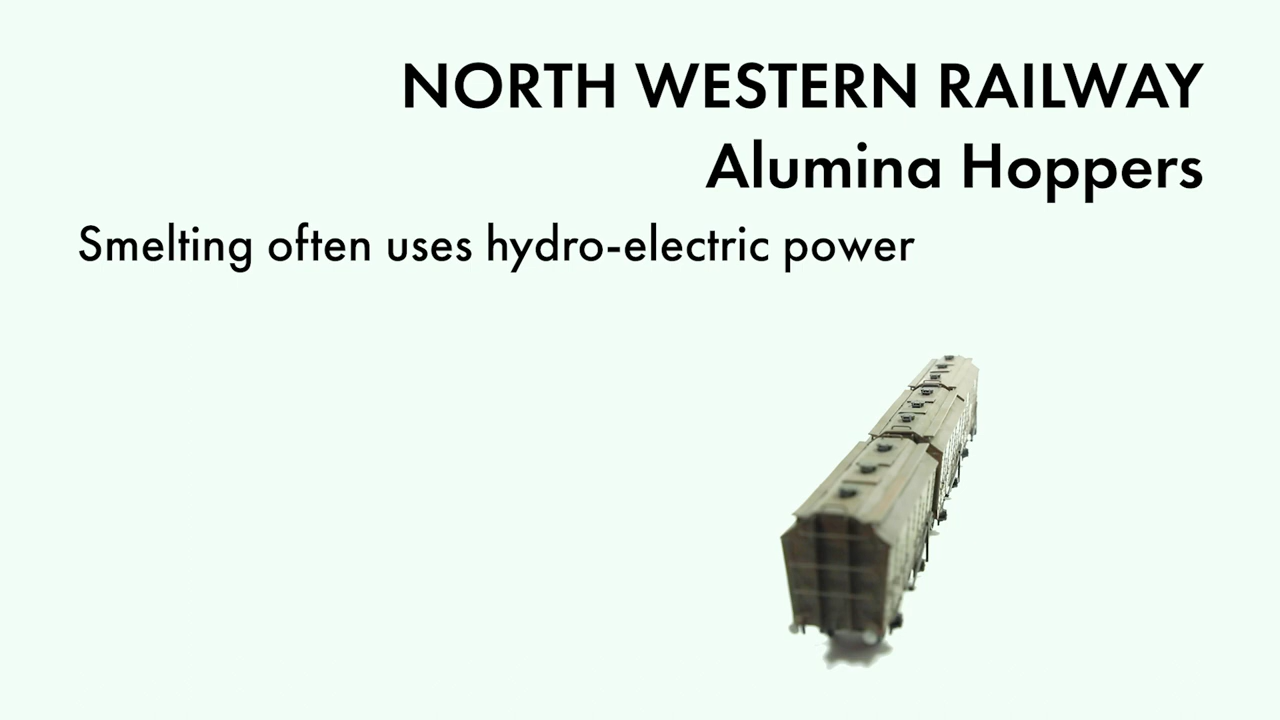 NORTH WESTERN RAILWAY
Alumina Hoppers
Smelting often uses hydro-electric power